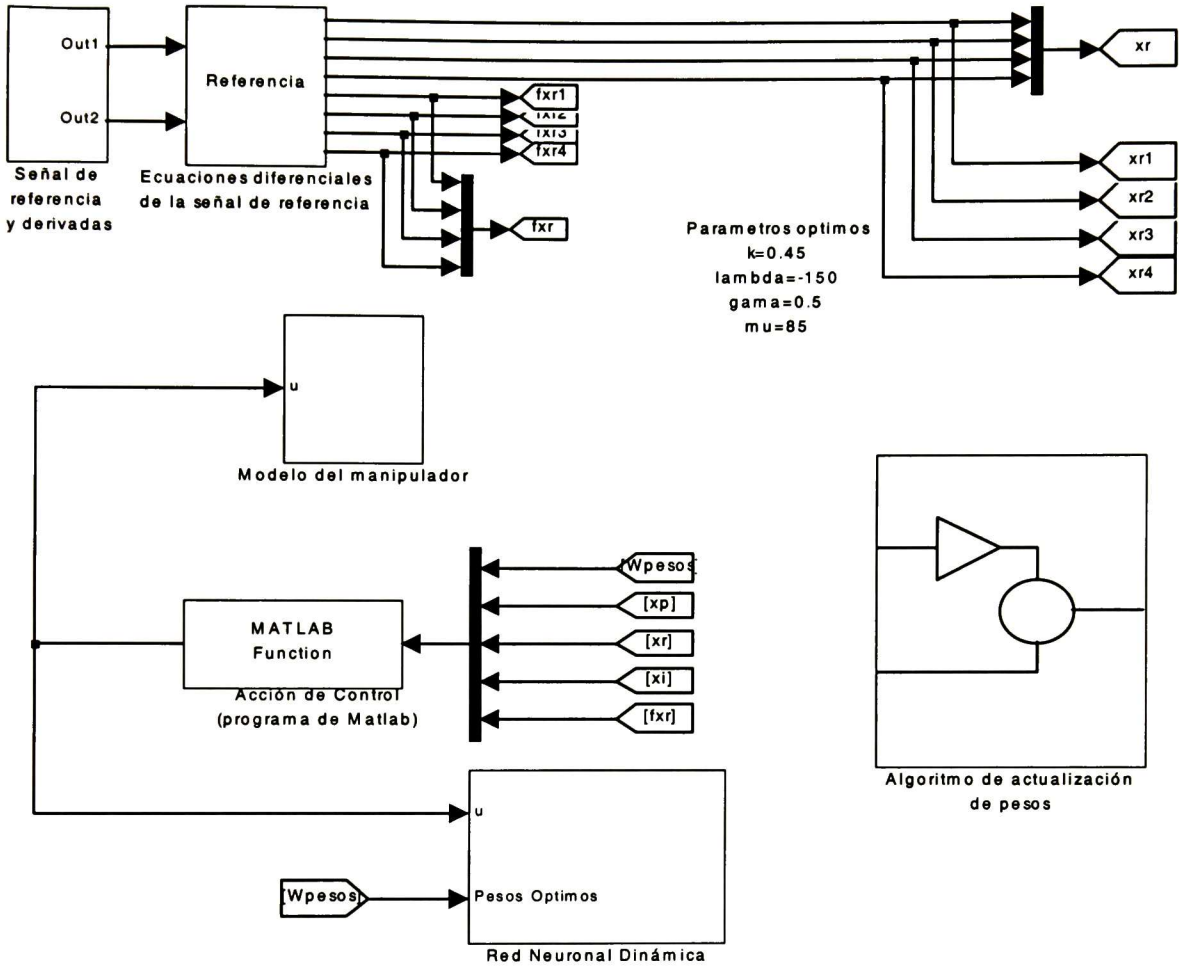 Out1
Out2
Señal de
referencia
y derivadas
Referencia
Ecuaciones diferenciales
de la señal de referencia
fxr1
fxr2
fxr3
fxr4
fxr
xr
xr1
xr2
xr3
xr4
Parametros optimos
k=0.45
lambda=-150
gama=0.5
mu=85
u
Modelo del manipulador
MATLAB
Function
Acción de Control
(programa de Matlab)
[Wpesos]
[xp]
[xr]
[xi]
[fxr]
Algoritmo de actualización
de pesos
u
[Wpesos]
Pesos Optimos
Red Neuronal Dinámica